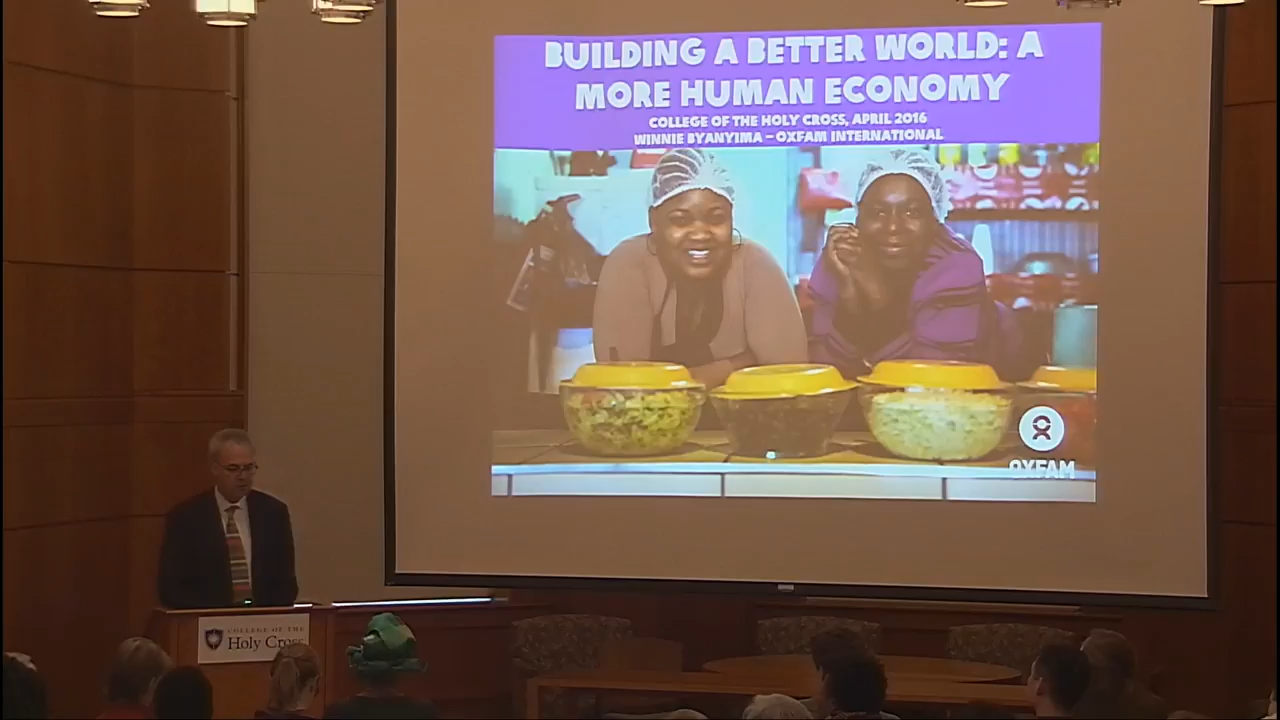 BUILDING A BETTER WORLD: A
MORE HUMAN ECONOMY
COLLEGE OF THE HOLY CROSS, APRIL 2016
WINNIE BYANYIMA – OXFAM INTERNATIONAL
OXFAM
COLLEGE OF THE
Holy Cross